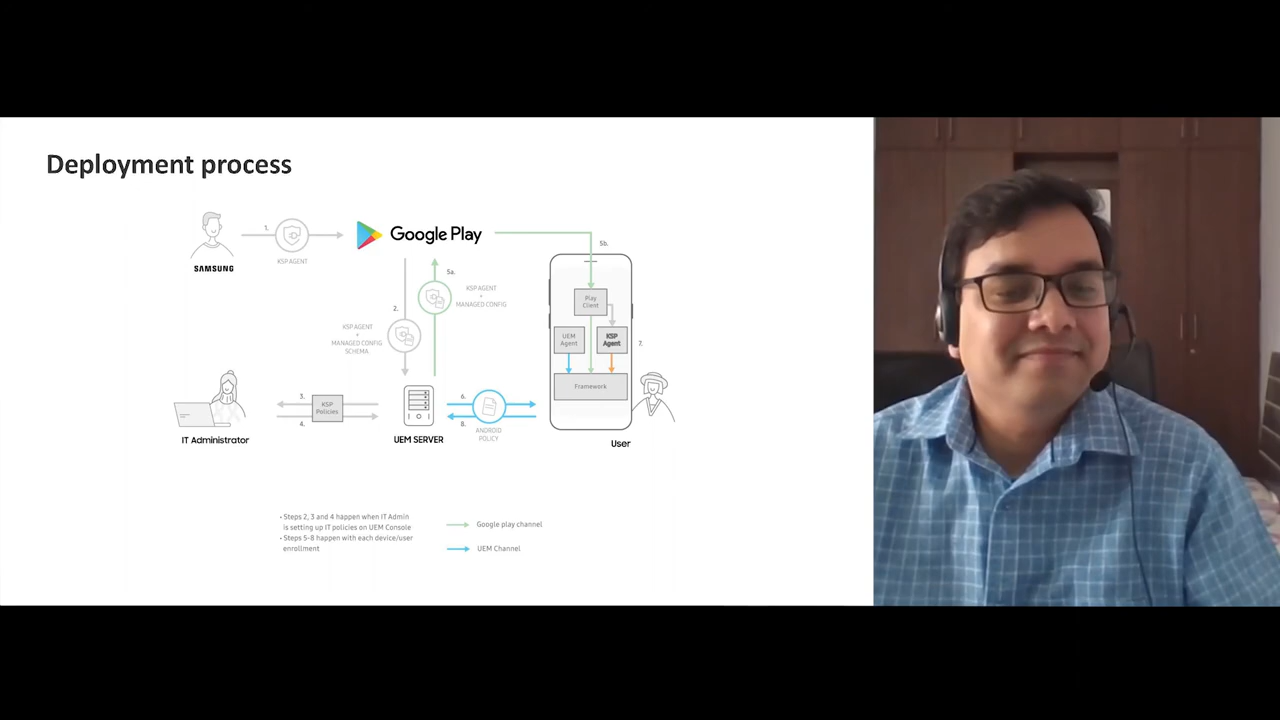 Deployment process
1.
KSP AGENT
SAMSUNG
Google Play
5a.
5b.
KSP AGENT
+
MANAGED CONFIG
2.
KSP AGENT
+
MANAGED CONFIG
SCHEMA
Play
Client
UEM
Agent
KSP
Agent
7.
Framework
3.
KSP
Policies
4.
6.
8.
ANDROID
POLICY
IT Administrator
UEM SERVER
User
• Steps 2, 3 and 4 happen when IT Admin
is setting up IT policies on UEM Console
• Steps 5-8 happen with each device/user
enrollment
Google play channel
UEM Channel